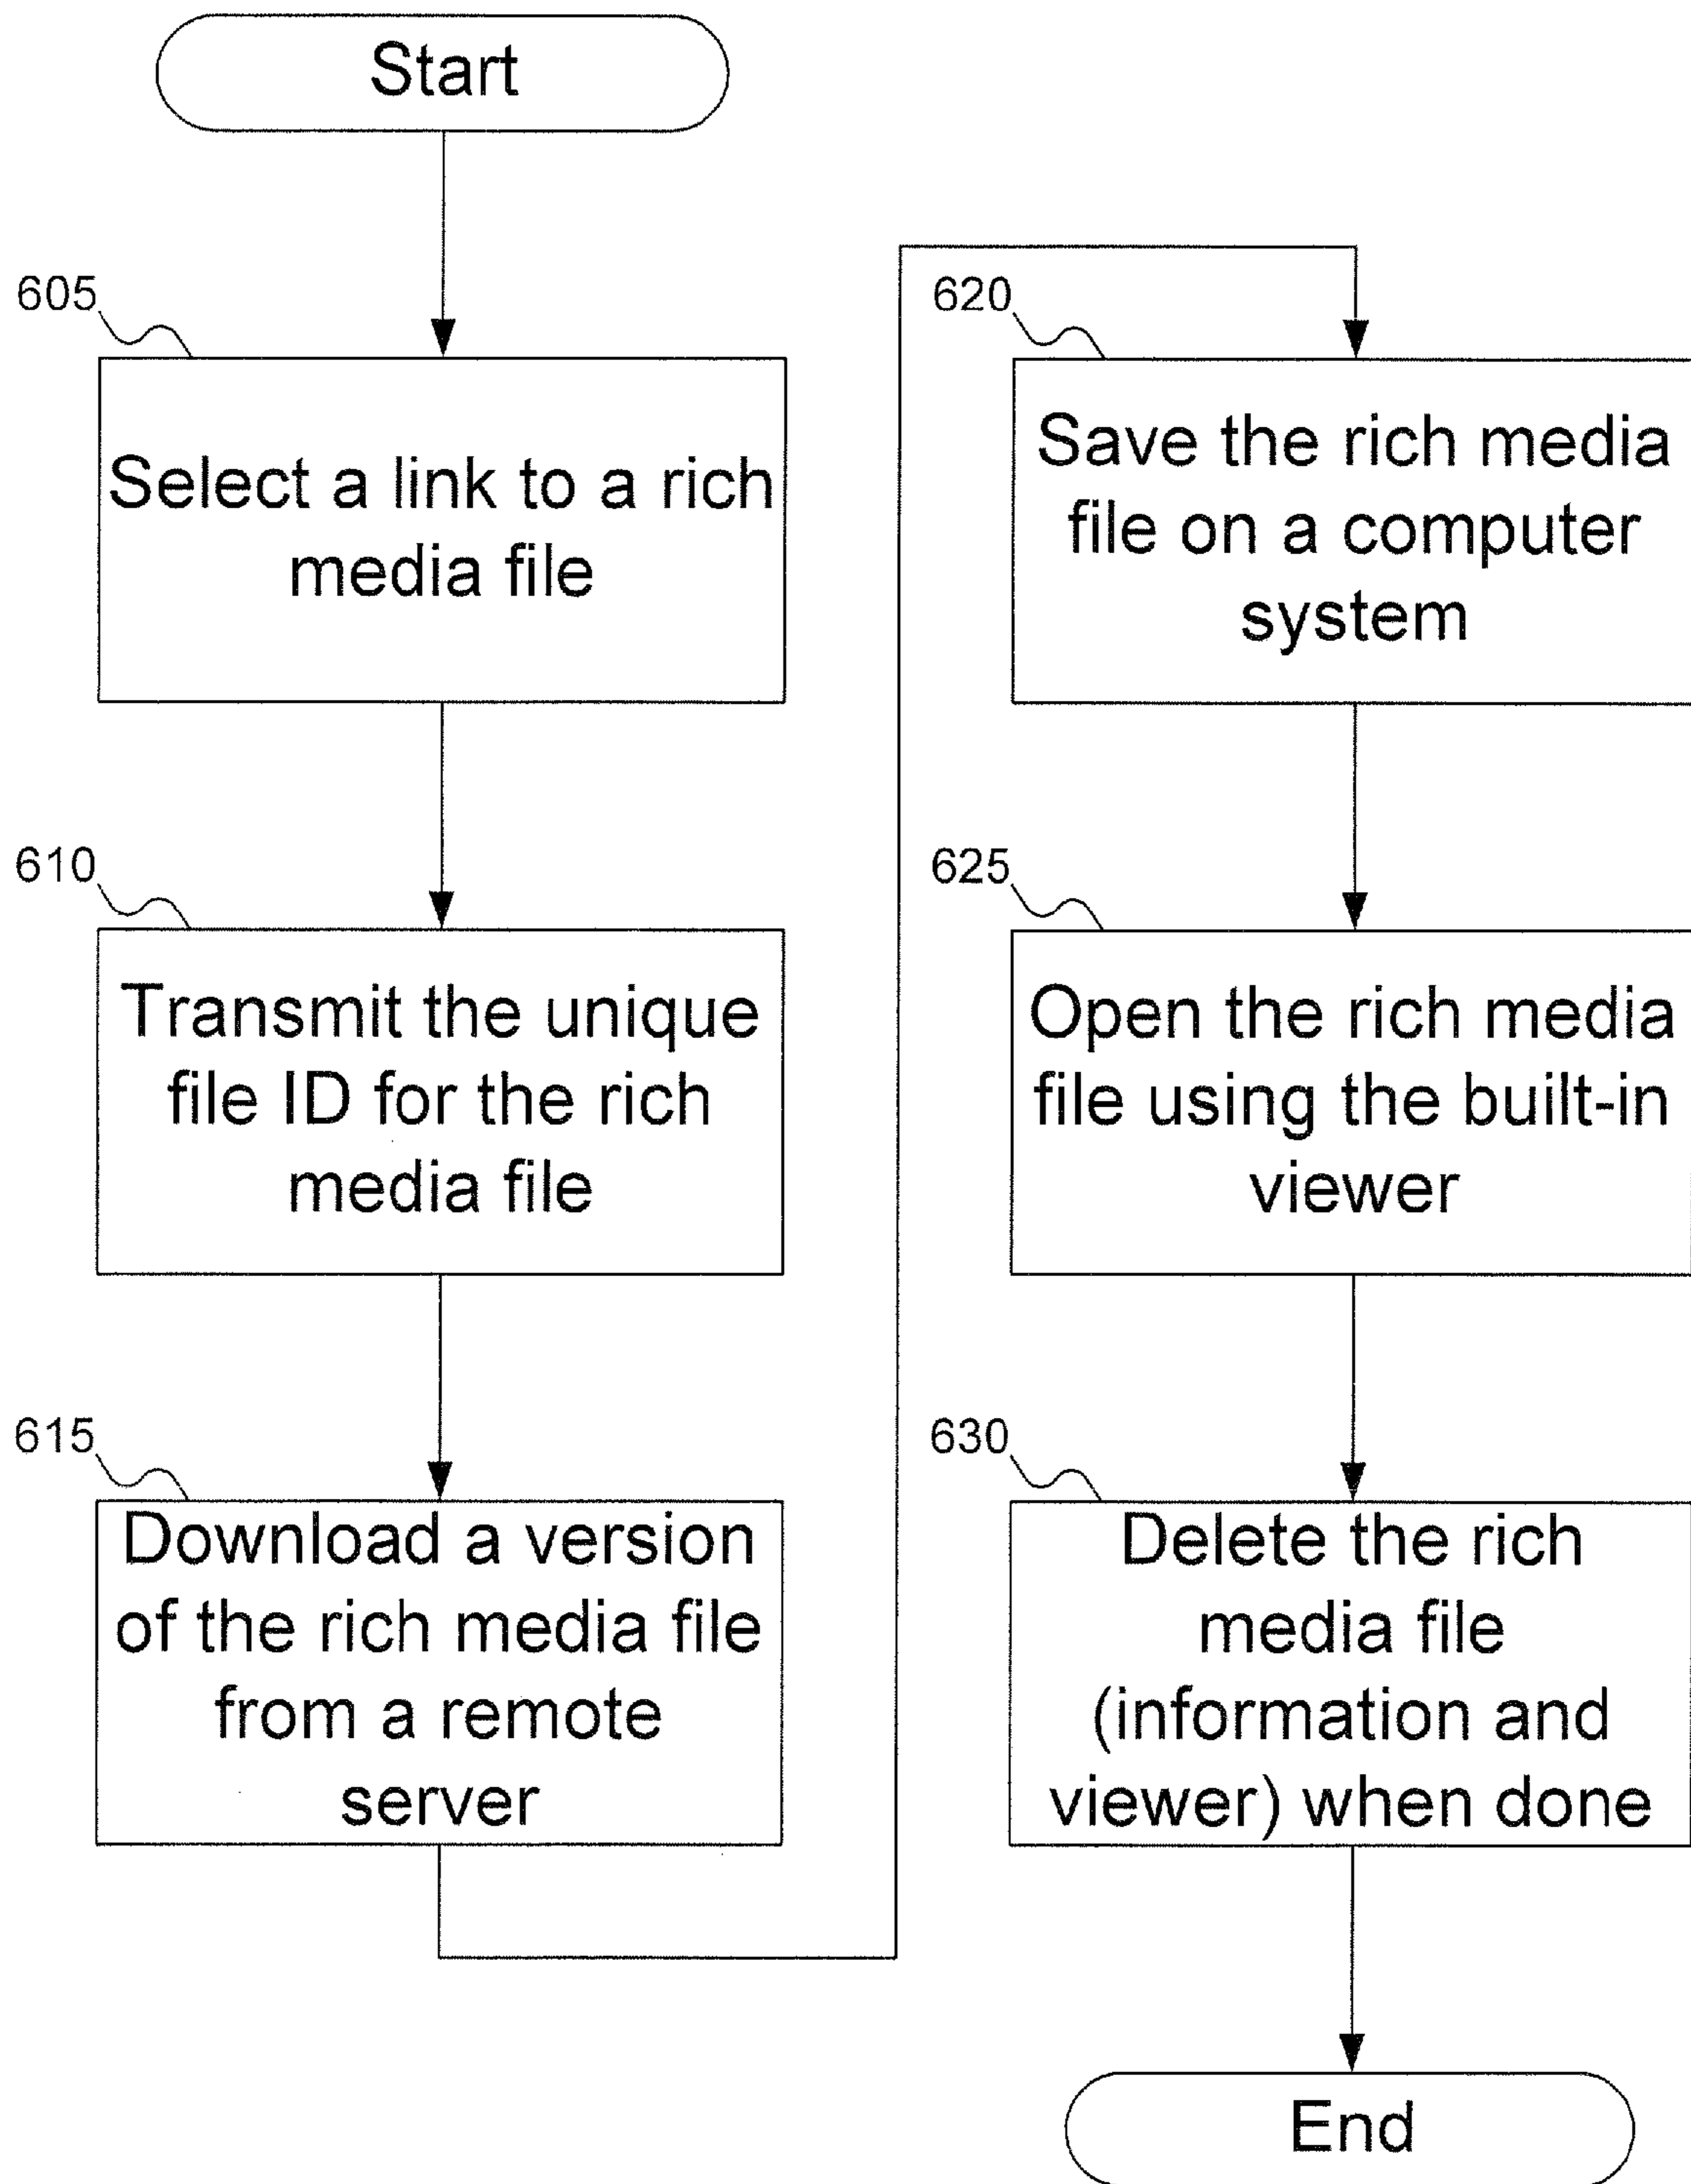 Start
605
Select a link to a rich
media file
610
Transmit the unique
file ID for the rich
media file
615
Download a version
of the rich media file
from a remote
server
620
Save the rich media
file on a computer
system
625
Open the rich media
file using the built-in
viewer
630
Delete the rich
media file
(information and
viewer) when done
End